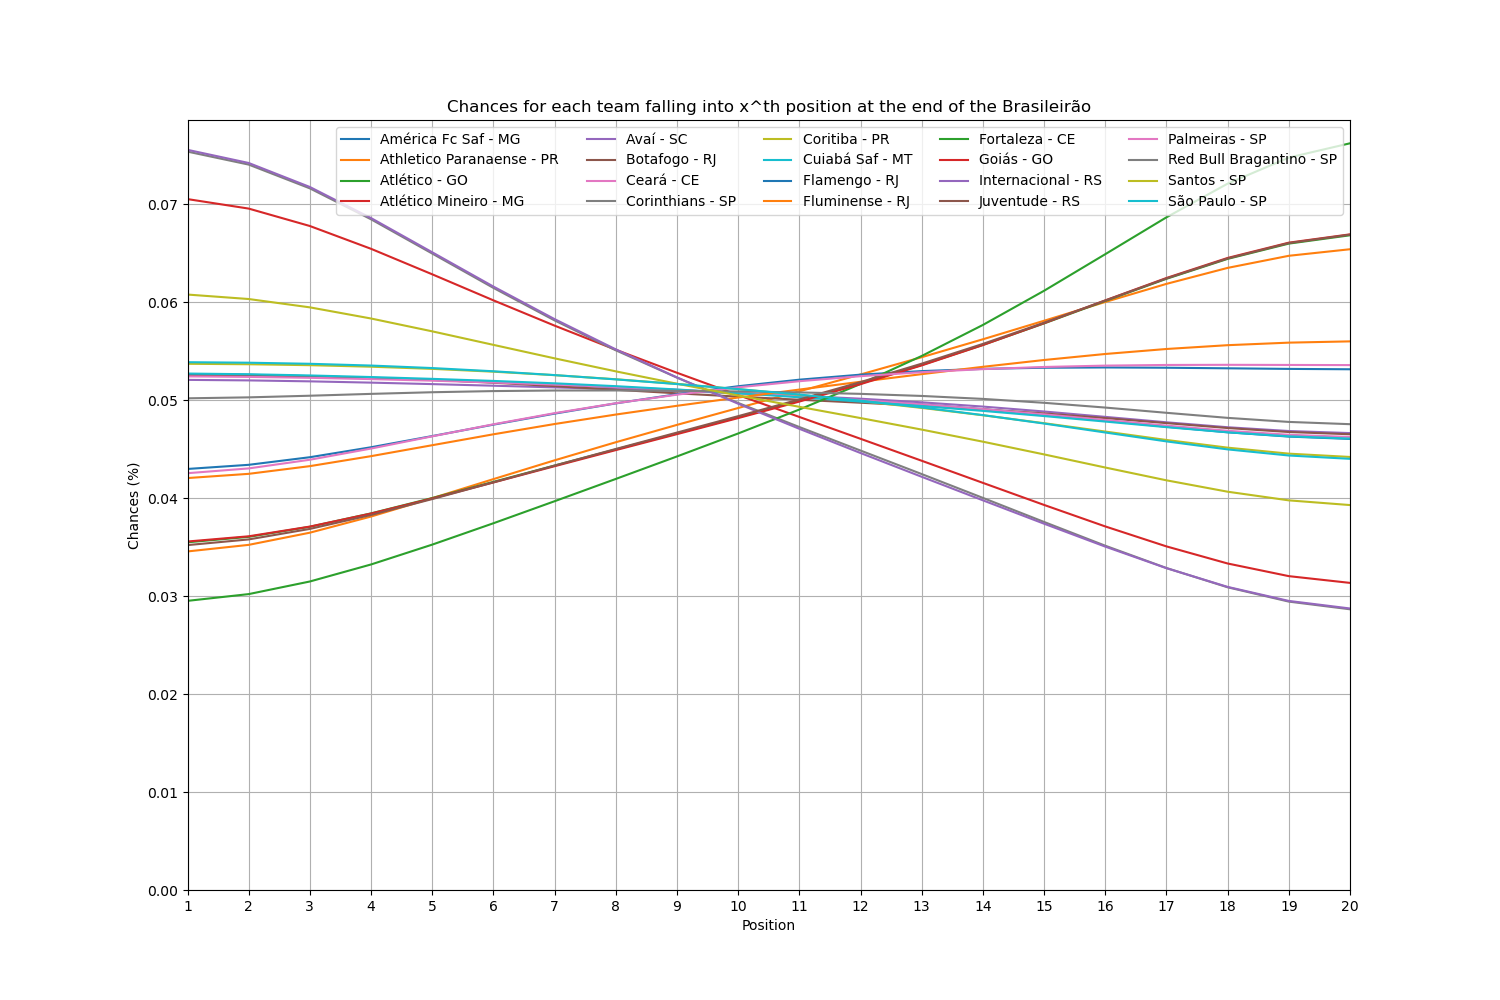 Chances for each team falling into x^th position at the end of the Brasileirão
América Fc Saf - MG
Athletico Paranaense - PR
Atlético - GO
Atlético Mineiro - MG
Avaí - SC
Botafogo - RJ
Ceará - CE
Corinthians - SP
Coritiba - PR
Cuiabá Saf - MT
Flamengo - RJ
Fluminense - RJ
Fortaleza - CE
Goiás - GO
Internacional - RS
Juventude - RS
Palmeiras - SP
Red Bull Bragantino - SP
Santos - SP
São Paulo - SP
Chances (%)
0.07
0.06
0.05
0.04
0.03
0.02
0.01
0.00
1 2 3 4 5 6 7 8 9 10 11 12 13 14 15 16 17 18 19 20
Position